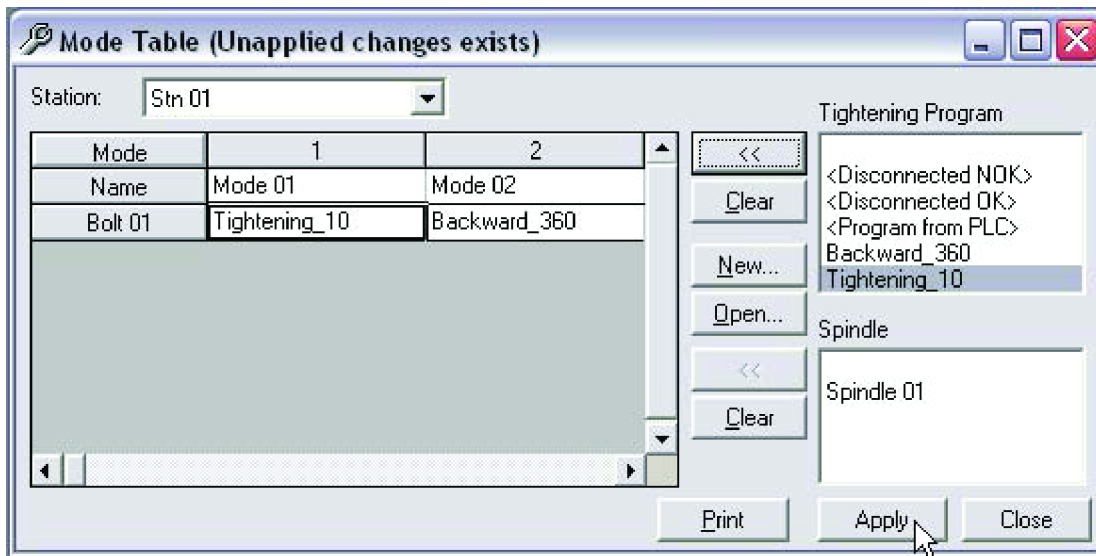 Mode Table (Unapplied changes exists)
Station: Stn 01
Mode 1 2
Name Mode 01 Mode 02
Bolt 01 Tightening_10 Backward_360
<<
Clear
New...
Open...
<<
Clear
Tightening Program
<Disconnected NOK>
<Disconnected OK>
<Program from PLC>
Backward_360
Tightening_10
Spindle
Spindle 01
Print Apply Close